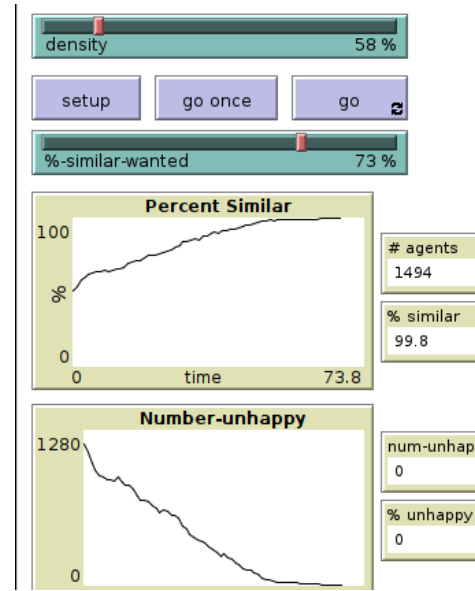 density 58 %
setup go once go
%-similar-wanted 73 %
Percent Similar
100
%
0
0 time 73.8
# agents
1494
% similar
99.8
Number-unhappy
1280
0
num-unhap
0
% unhappy
0